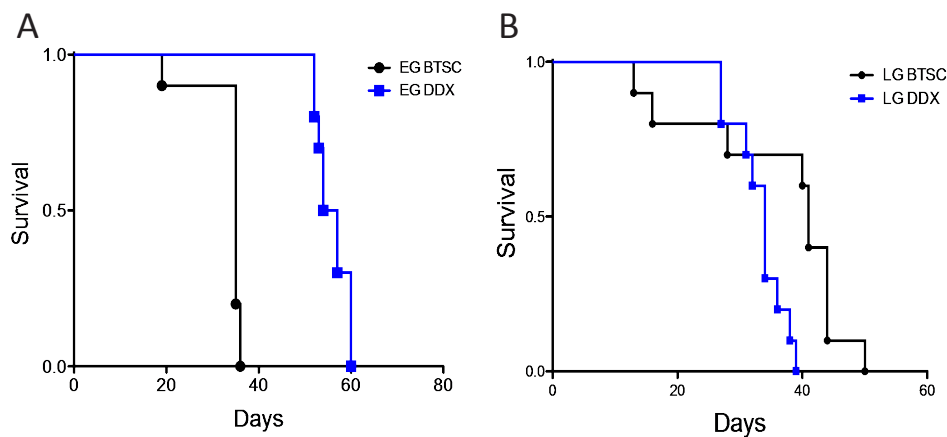 A
1.0
0.5
0.0
0 20 40 60 80
Survival
Days
EG BTSC
EG DDX
B
1.0
0.5
0.0
0 20 40 60
Survival
Days
LG BTSC
LG DDX